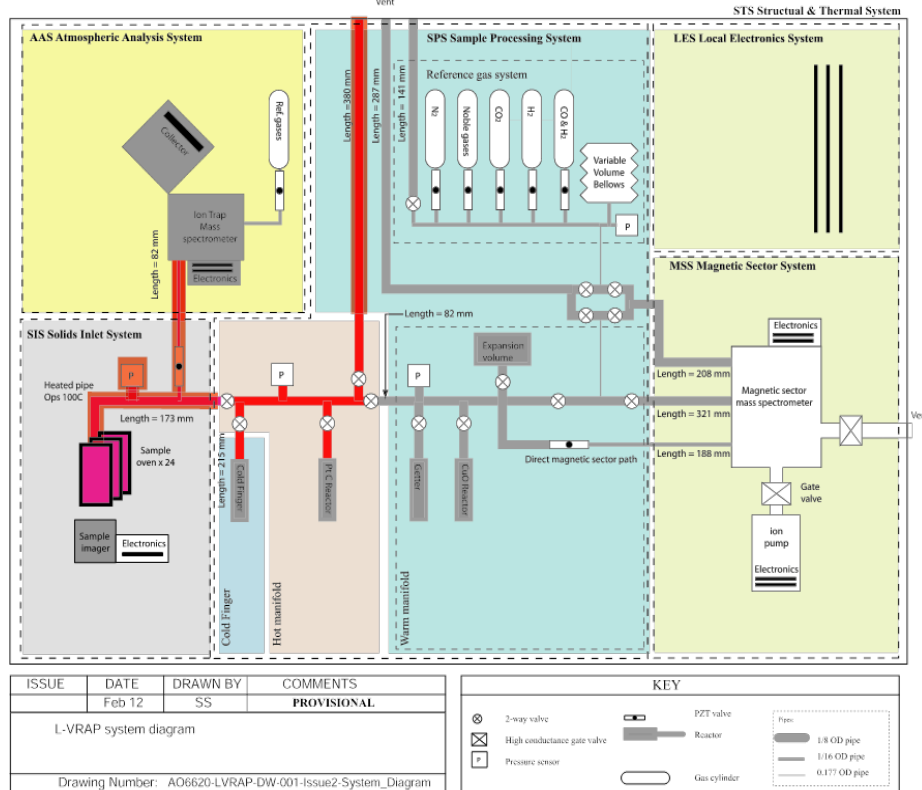 Vent
STS Structual & Thermal System
AAS Atmospheric Analysis System
Collector
Ref. gases
Ion Trap
Mass
spectrometer
Electronics
Length = 82 mm
Length =380 mm
Length = 287 mm
Length = 141 mm
SPS Sample Processing System
Reference gas system
N2
Noble gases
CO2
H2
CO & H2
Variable
Volume
Bellows
P
LES Local Electronics System
SIS Solids Inlet System
P
Heated pipe
Ops 100C
Length = 173 mm
Sample
oven x 24
Sample
imager
Electronics
Length = 215 mm
Cold Finger
Cold Finger
P
Pt C Reactor
Hot manifold
Length = 82 mm
P
Expansion
volume
Getter
CuO Reactor
Direct magnetic sector path
Warm manifold
MSS Magnetic Sector System
Electronics
Length = 208 mm
Length = 321 mm
Length = 188 mm
Magnetic sector
mass spectrometer
Gate
valve
ion
pump
Electronics
ISSUE DATE DRAWN BY COMMENTS
Feb 12 SS PROVISIONAL
L-VRAP system diagram
Drawing Number: AO6620-LVRAP-DW-001-Issue2-System_Diagram
KEY
2-way valve
High conductance gate valve
P Pressure sensor
PZT valve
Reactor
Gas cylinder
Pipes:
1/8 OD pipe
1/16 OD pipe
0.177 OD pipe